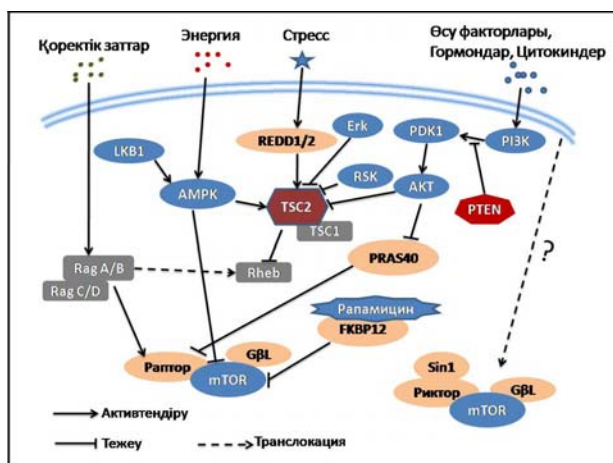 Қоректік заттар
Энергия
Стресс
Өсу факторлары,
Гормондар, Цитокиндер
LKB1
AMPK
REDD1/2
Erk
RSK
PDK1
PI3K
AKT
TSC2
TSC1
PTEN
PRAS40
Rag A/B
Rag C/D
Rheb
?
Рапамицин
FKBP12
Раптор
GβL
mTOR
Sin1
Риктор
GβL
mTOR
Активтендіру
Тежеу
Транслокация